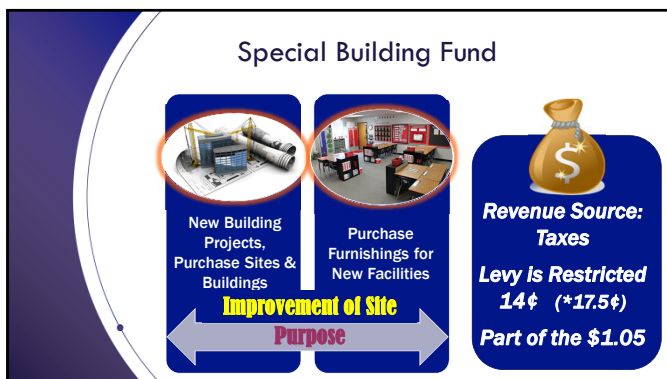 Special Building Fund
New Building
Projects,
Purchase Sites &
Buildings
Purchase
Furnishings for
New Facilities
Improvement of Site
Purpose
$
Revenue Source:
Taxes
Levy is Restricted
14¢ (*17.5¢)
Part of the $1.05